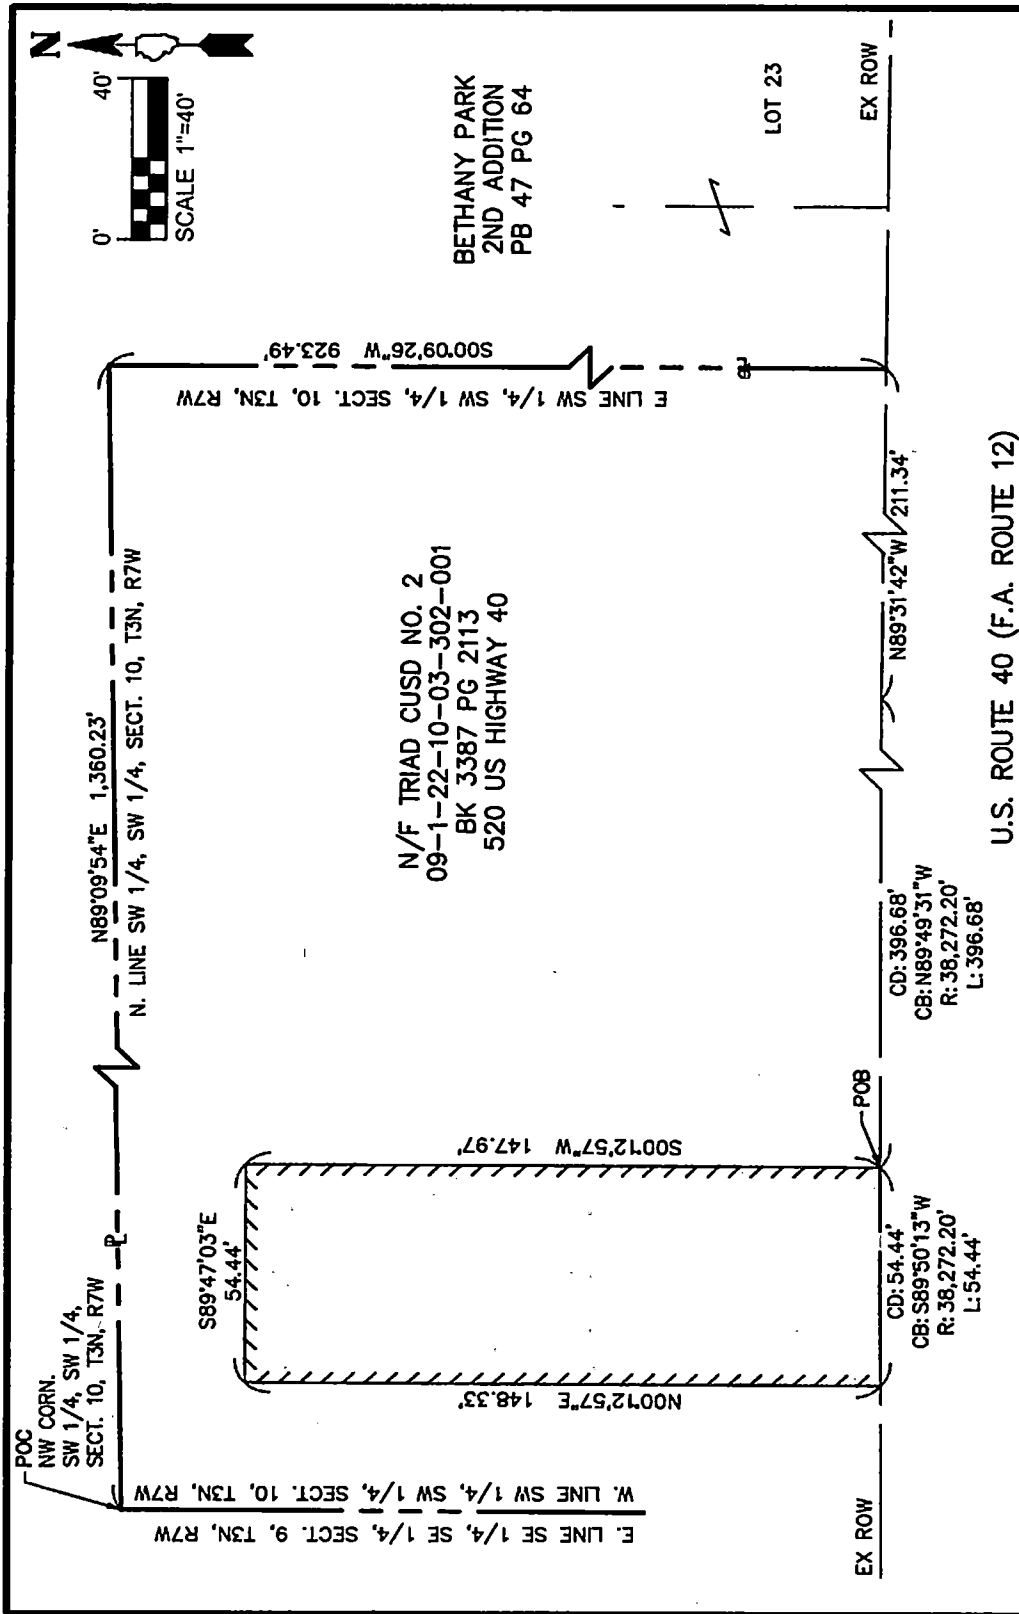 POC
NW CORN.
SW 1/4, SW 1/4,
SECT. 10, T3N, R7W
N89°09'54"E 1,360.23'
N. LINE SW 1/4, SW 1/4, SECT. 10, T3N, R7W
PL
N
0' 40'
SCALE 1"=40'
W. LINE SW 1/4, SW 1/4, SECT. 10, T3N, R7W
E. LINE SE 1/4, SE 1/4, SECT. 9, T3N, R7W
S89°47'03"E
54.44'
N00°12'57"E 148.33'
S00°12'57"W 147.97'
N/F TRIAD CUSD NO. 2
09-1-22-10-03-302-001
BK 3387 PG 2113
520 US HIGHWAY 40
E LINE SW 1/4, SW 1/4, SECT. 10, T3N, R7W
S00°09'26"W 923.49'
PL
BETHANY PARK
2ND ADDITION
PB 47 PG 64
LOT 23
EX ROW
POB
EX ROW
CD: 54.44'
CB: S89°50'13"W
R: 38,272.20'
L: 54.44'
CD: 396.68'
CB: N89°49'31"W
R: 38,272.20'
L: 396.68'
N89°31'42"W 211.34'
U.S. ROUTE 40 (F.A. ROUTE 12)